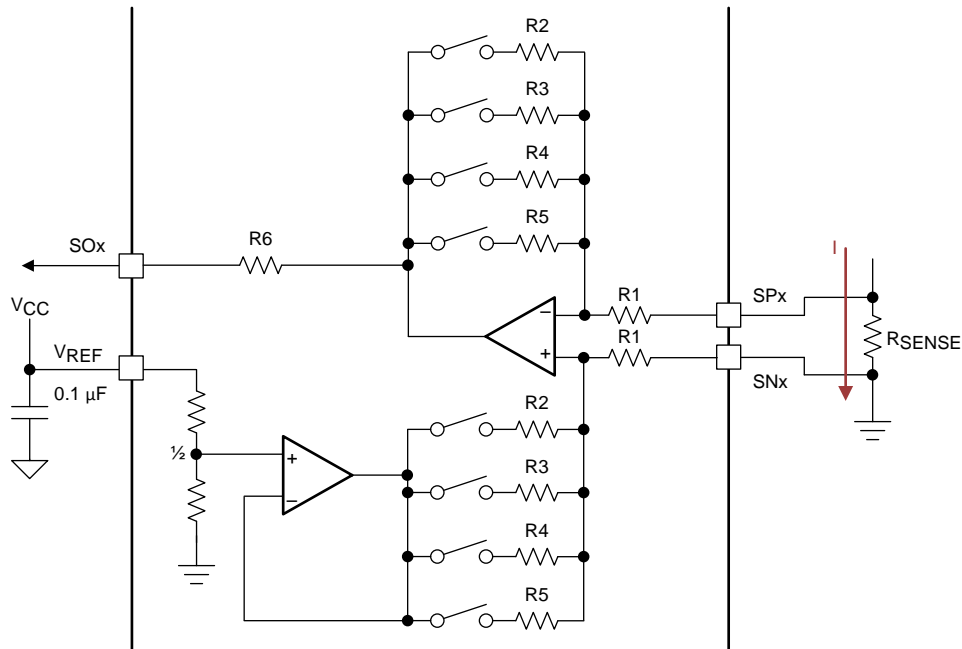 R2
R3
R4
R5
SOx
R6
I
VCC
R1
SPx
–
+
R1
RSENSE
VREF
SNx
0.1 µF
R2
½
+
–
R3
R4
R5